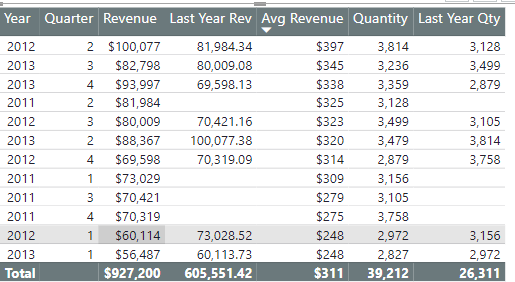 Year Quarter Revenue Last Year Rev Avg Revenue Quantity Last Year Qty
2012 2 $100,077 81,984.34 $397 3,814 3,128
2013 3 $82,798 80,009.08 $345 3,236 3,499
2013 4 $93,997 69,598.13 $338 3,359 2,879
2011 2 $81,984 $325 3,128
2012 3 $80,009 70,421.16 $323 3,499 3,105
2013 2 $88,367 100,077.38 $320 3,479 3,814
2012 4 $69,598 70,319.09 $314 2,879 3,758
2011 1 $73,029 $309 3,156
2011 3 $70,421 $279 3,105
2011 4 $70,319 $275 3,758
2012 1 $60,114 73,028.52 $248 2,972 3,156
2013 1 $56,487 60,113.73 $248 2,827 2,972
Total $927,200 605,551.42 $311 39,212 26,311